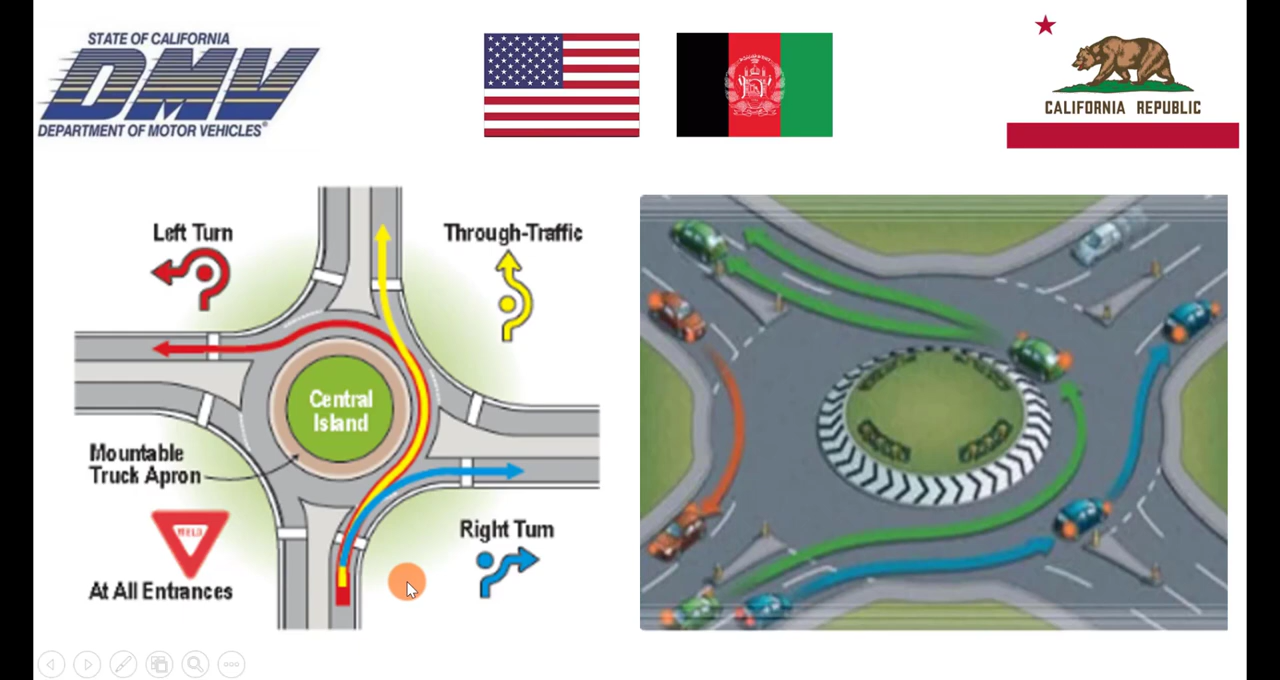 STATE OF CALIFORNIA
DMV
DEPARTMENT OF MOTOR VEHICLES®
CALIFORNIA REPUBLIC
Left Turn
Through-Traffic
Central
Island
Mountable
Truck Apron
YIELD
At All Entrances
Right Turn